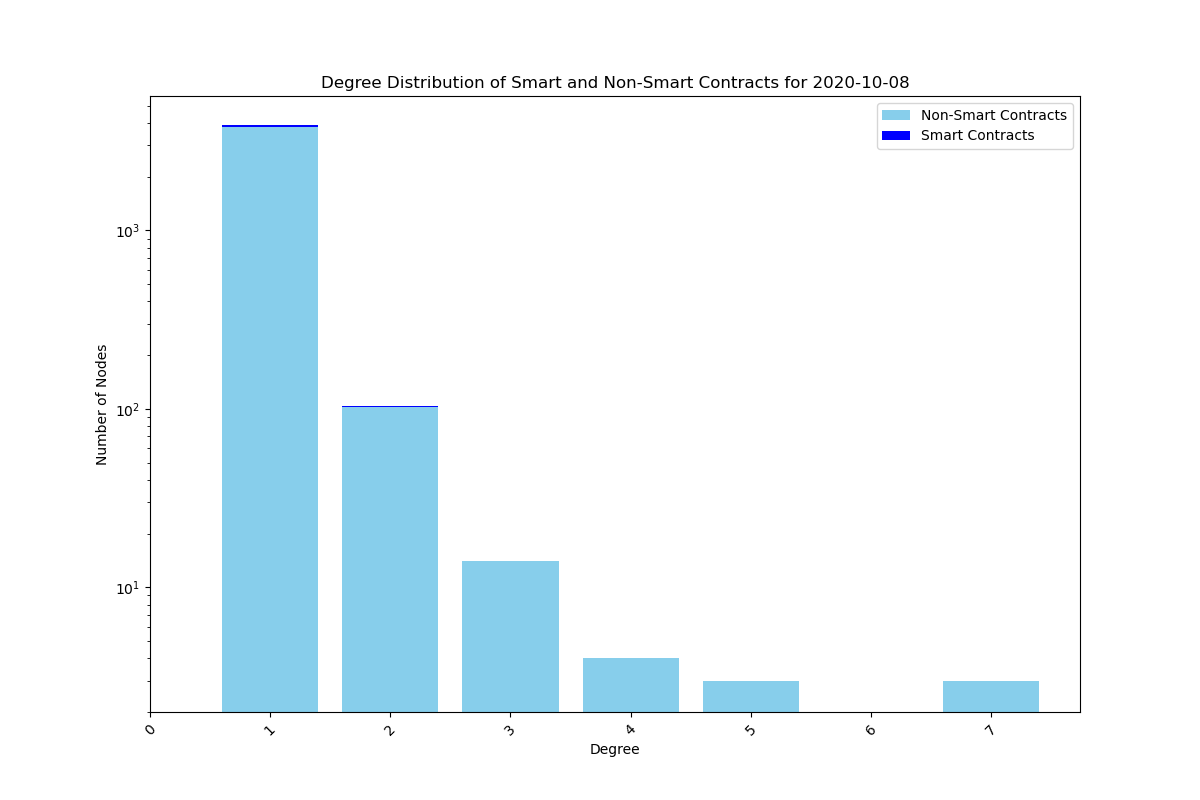 Degree Distribution of Smart and Non-Smart Contracts for 2020-10-08
Non-Smart Contracts
Smart Contracts
Number of Nodes
10³
10²
10¹
0 1 2 3 4 5 6 7
Degree